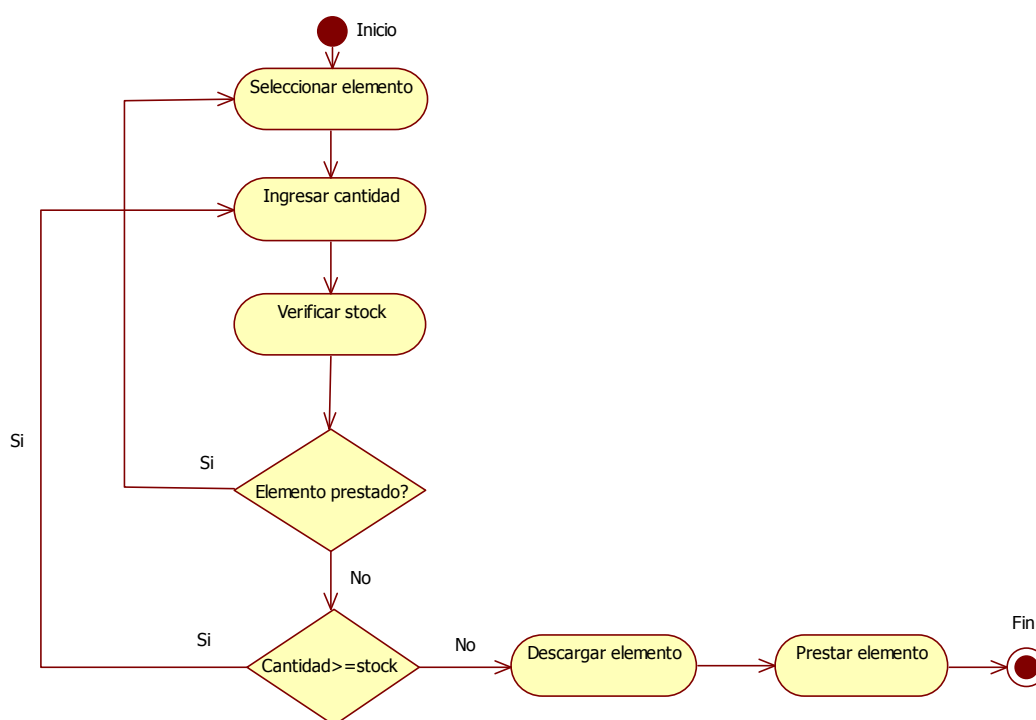 Inicio
Seleccionar elemento
Ingresar cantidad
Verificar stock
Si
Si
Elemento prestado?
No
Si
Cantidad>=stock
No
Descargar elemento
Prestar elemento
Fin